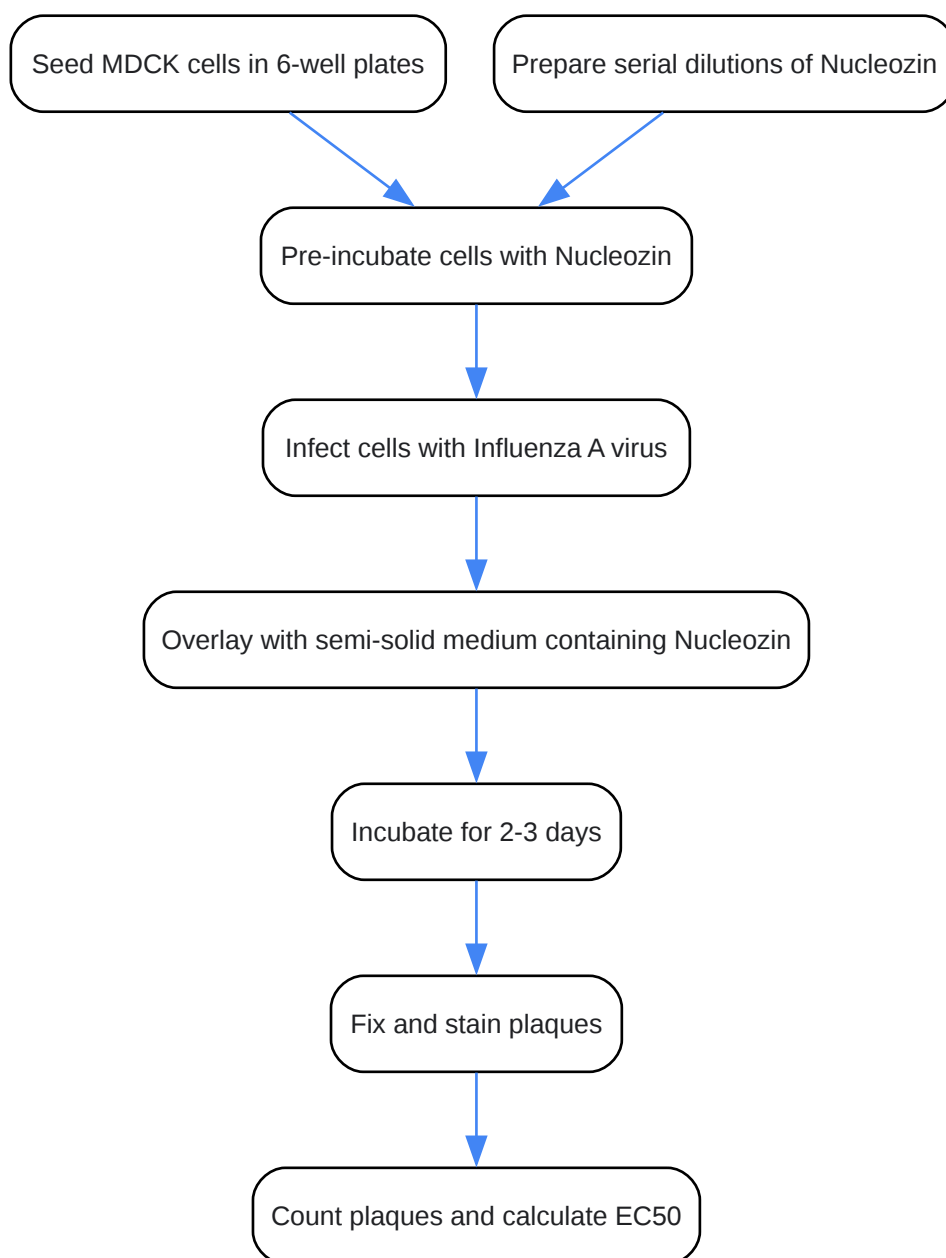 Seed MDCK cells in 6-well plates
Prepare serial dilutions of Nucleozin
Pre-incubate cells with Nucleozin
Infect cells with Influenza A virus
Overlay with semi-solid medium containing Nucleozin
Incubate for 2-3 days
Fix and stain plaques
Count plaques and calculate EC50